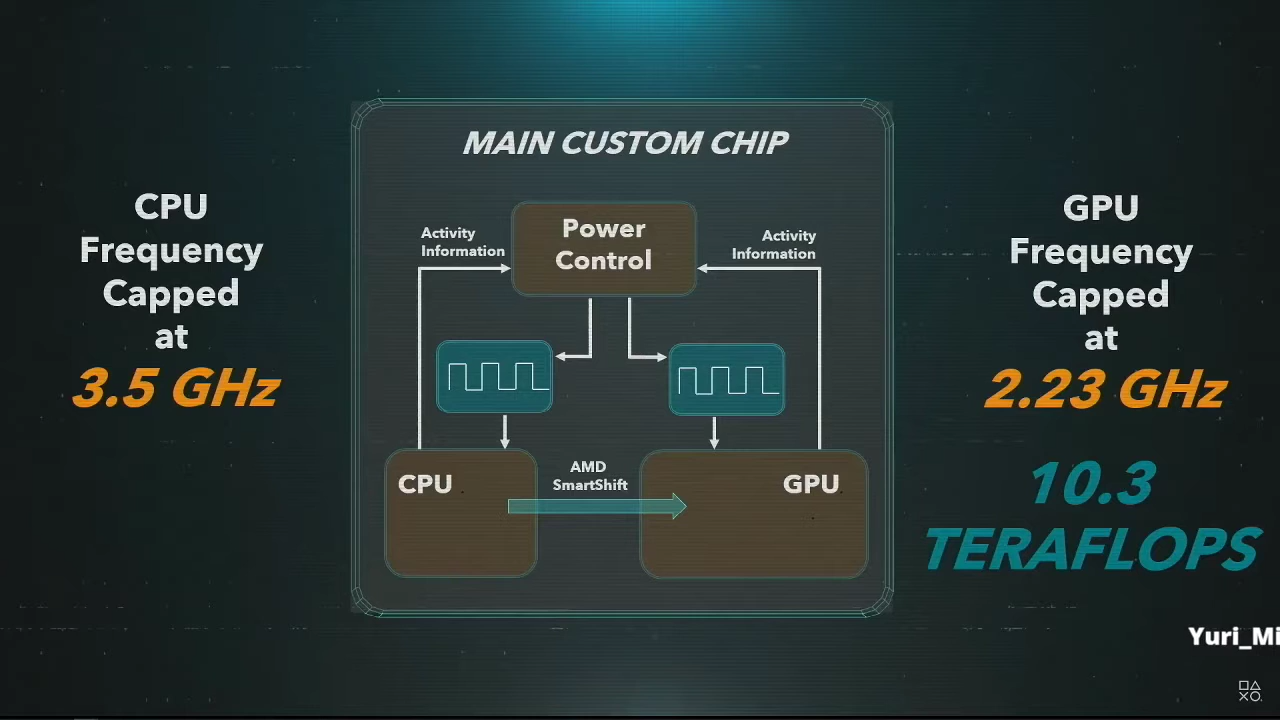 MAIN CUSTOM CHIP
CPU
Frequency
Capped
at
3.5 GHz
Activity
Information
Power
Control
Activity
Information
CPU
AMD
SmartShift
GPU
GPU
Frequency
Capped
at
2.23 GHz
10.3
TERAFLOPS
Yuri_Mi